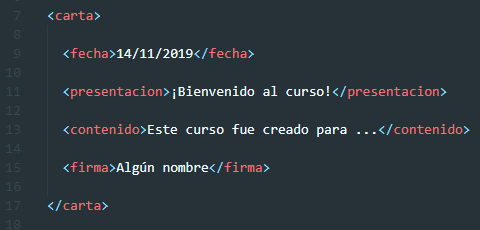 7 <carta>
8
9 <fecha>14/11/2019</fecha>
10
11 <presentacion>¡Bienvenido al curso!</presentacion>
12
13 <contenido>Este curso fue creado para ...</contenido>
14
15 <firma>Algún nombre</firma>
16
17 </carta>
18